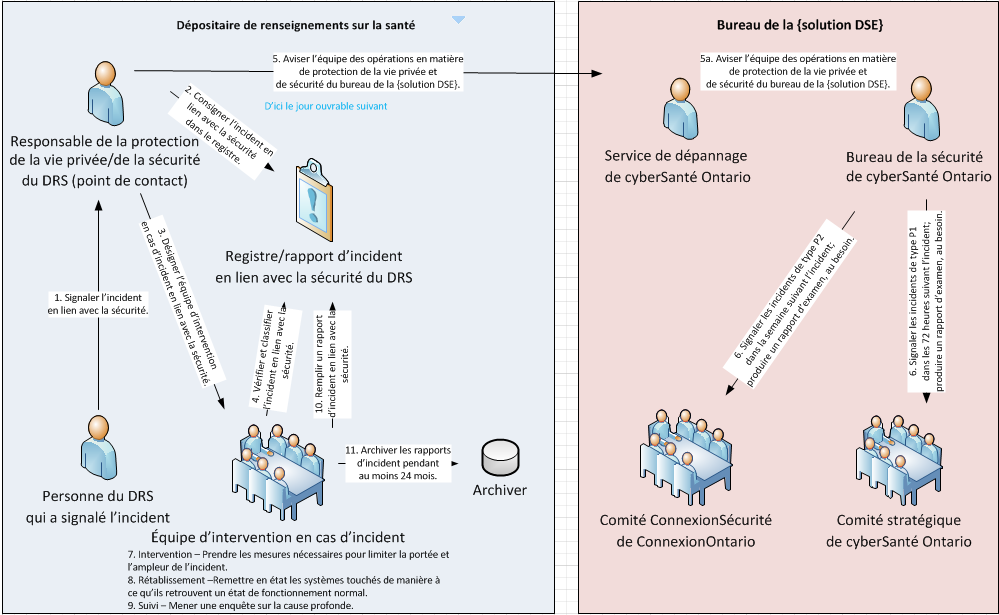 Dépositaire de renseignements sur la santé
5. Aviser l’équipe des opérations en matière
de protection de la vie privée et
de sécurité du bureau de la {solution DSE}.
D’ici le jour ouvrable suivant
2. Consigner l’incident en
lien avec la sécurité
dans le registre.
Responsable de la protection
de la vie privée/de la sécurité
du DRS (point de contact)
Registre/rapport d’incident
en lien avec la sécurité du DRS
1. Signaler l’incident
en lien avec la sécurité.
3. Désigner l’équipe d’intervention
en cas d’incident en lien avec la sécurité.
4. Vérifier et classifier
l’incident en lien avec la
sécurité.
10. Remplir un rapport
d’incident en lien avec la
sécurité.
11. Archiver les rapports
d’incident pendant
au moins 24 mois.
Archiver
Personne du DRS
qui a signalé l’incident
Équipe d’intervention en cas d’incident
7. Intervention – Prendre les mesures nécessaires pour limiter la portée et
l’ampleur de l’incident.
8. Rétablissement –Remettre en état les systèmes touchés de manière à
ce qu’ils retrouvent un état de fonctionnement normal.
9. Suivi – Mener une enquête sur la cause profonde.
Bureau de la {solution DSE}
5a. Aviser l’équipe des opérations en matière
de protection de la vie privée et
de sécurité du bureau de la {solution DSE}.
Service de dépannage
de cyberSanté Ontario
Bureau de la sécurité
de cyberSanté Ontario
6. Signaler les incidents de type P2
dans la semaine suivant l’incident;
produire un rapport d’examen, au besoin.
6. Signaler les incidents de type P1
dans les 72 heures suivant l’incident;
produire un rapport d’examen, au besoin.
Comité ConnexionSécurité
de ConnexionOntario
Comité stratégique
de cyberSanté Ontario